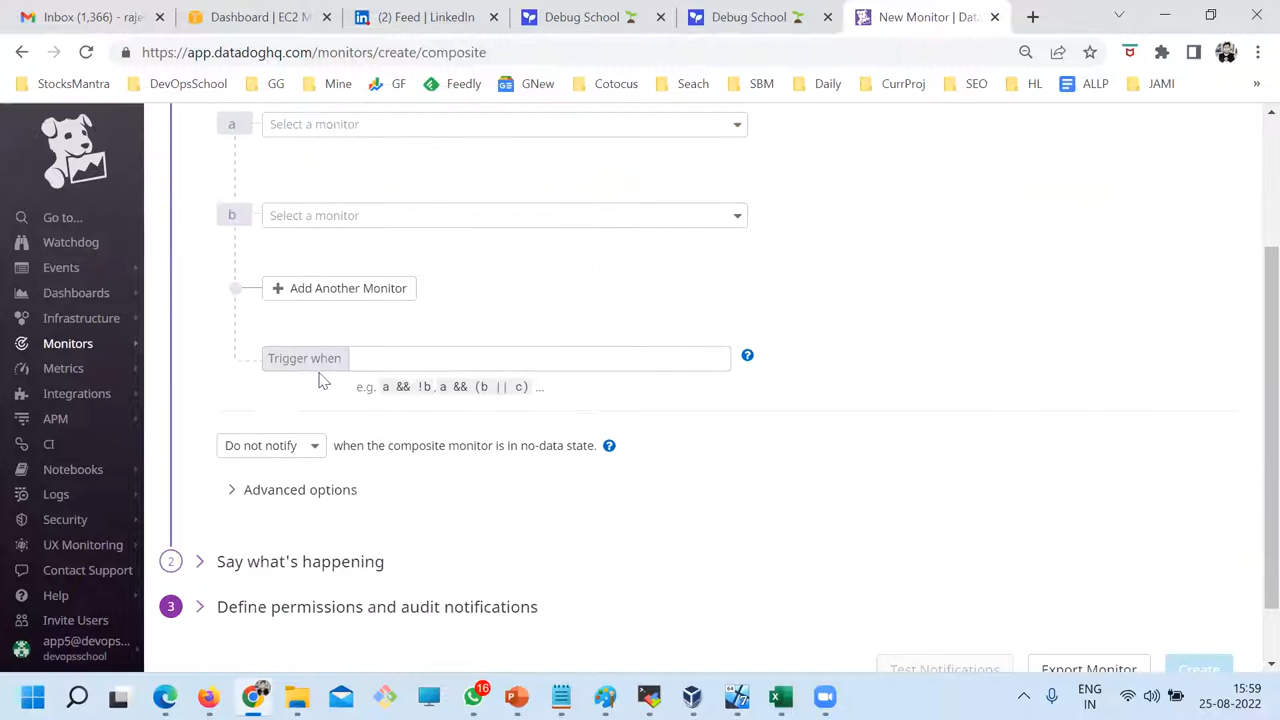 Inbox (1,366) - raje
Dashboard | EC2 M
(2) Feed | LinkedIn
Debug School
Debug School
New Monitor | Dat
https://app.datadoghq.com/monitors/create/composite
StocksMantra
DevOpsSchool
GG
Mine
GF
Feedly
GNew
Cotocus
Seach
SBM
Daily
CurrProj
SEO
HL
ALLP
JAMI
»
a
Select a monitor
b
Select a monitor
+ Add Another Monitor
Trigger when
?
e.g. a && !b, a && (b || c) ...
Do not notify
when the composite monitor is in no-data state.
?
Advanced options
2
Say what's happening
3
Define permissions and audit notifications
Test Notifications
Export Monitor
Create
Go to...
Watchdog
Events
Dashboards
Infrastructure
Monitors
Metrics
Integrations
APM
CI
Notebooks
Logs
Security
UX Monitoring
Contact Support
Help
Invite Users
app5@devops...
devopsschool
16
ENG
IN
15:59
25-08-2022